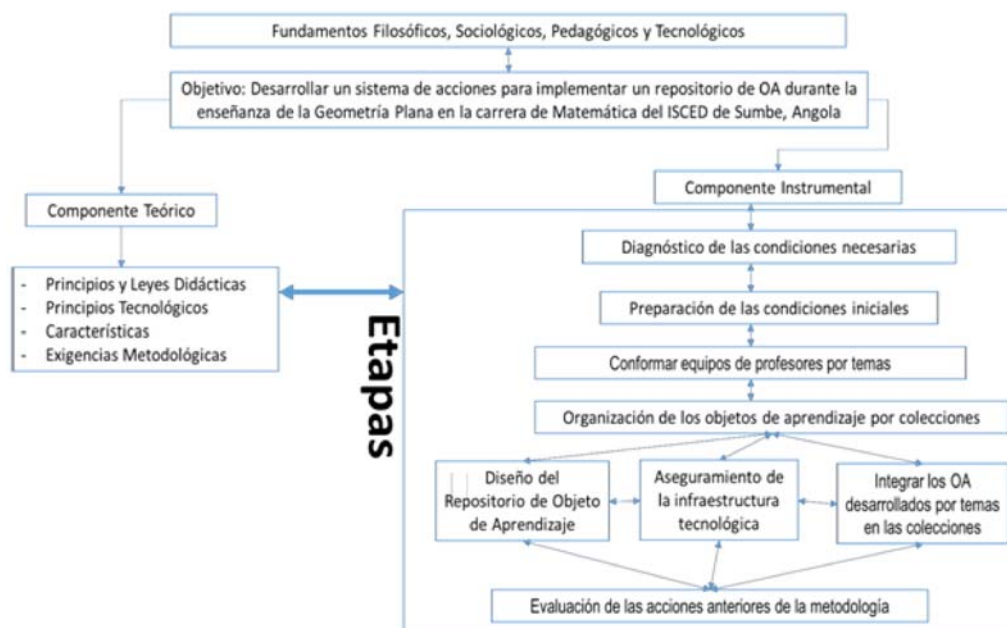 Fundamentos Filosóficos, Sociológicos, Pedagógicos y Tecnológicos
Objetivo: Desarrollar un sistema de acciones para implementar un repositorio de OA durante la
enseñanza de la Geometría Plana en la carrera de Matemática del ISCED de Sumbe, Angola
Componente Teórico
- Principios y Leyes Didácticas
- Principios Tecnológicos
- Características
- Exigencias Metodológicas
Etapas
Componente Instrumental
Diagnóstico de las condiciones necesarias
Preparación de las condiciones iniciales
Conformar equipos de profesores por temas
Organización de los objetos de aprendizaje por colecciones
Diseño del
Repositorio de Objeto
de Aprendizaje
Aseguramiento de
la infraestructura
tecnológica
Integrar los OA
desarrollados por temas
en las colecciones
Evaluación de las acciones anteriores de la metodología